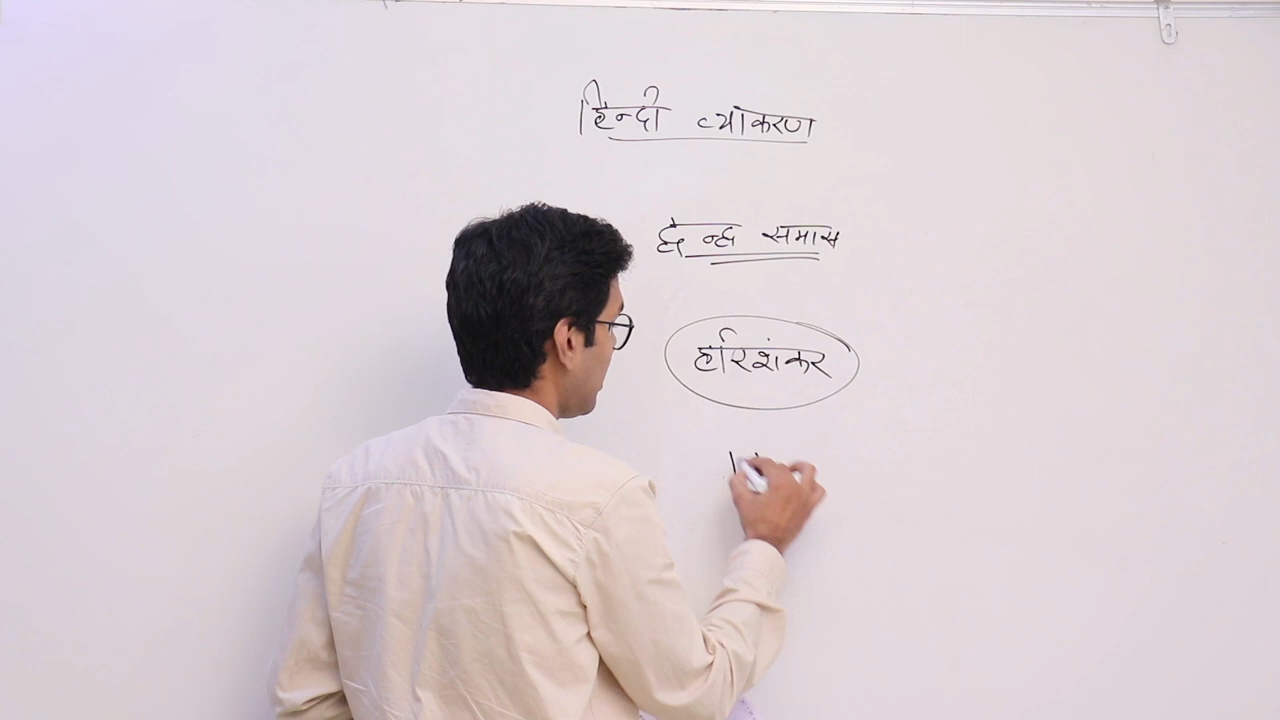 हिन्दी व्याकरण
द्वन्द्व समास
हरिशंकर